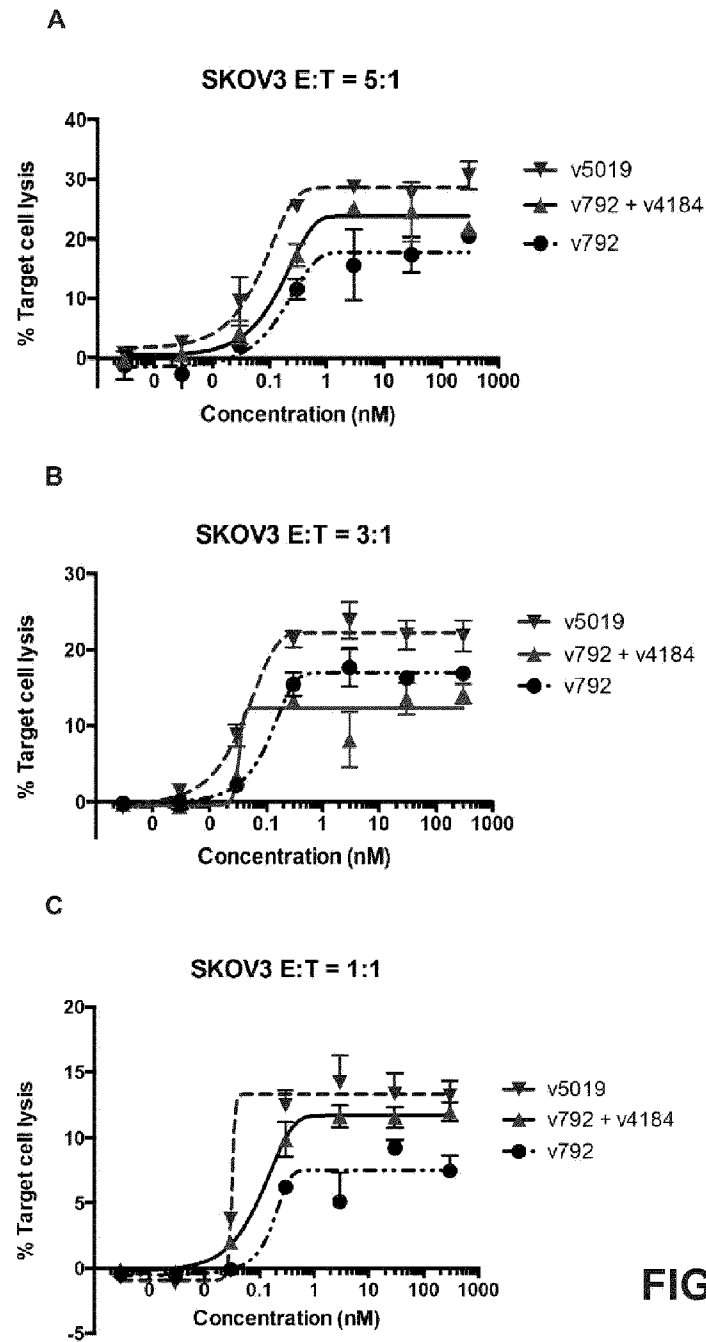 A
SKOV3 E:T = 5:1
40
30
20
10
0
% Target cell lysis
0 0 0.1 1 10 100 1000
Concentration (nM)
v5019
v792 + v4184
v792
B
SKOV3 E:T = 3:1
30
20
10
0
% Target cell lysis
0 0 0.1 1 10 100 1000
Concentration (nM)
v5019
v792 + v4184
v792
C
SKOV3 E:T = 1:1
20
15
10
5
0
-5
% Target cell lysis
0 0 0.1 1 10 100 1000
Concentration (nM)
v5019
v792 + v4184
v792
FIG